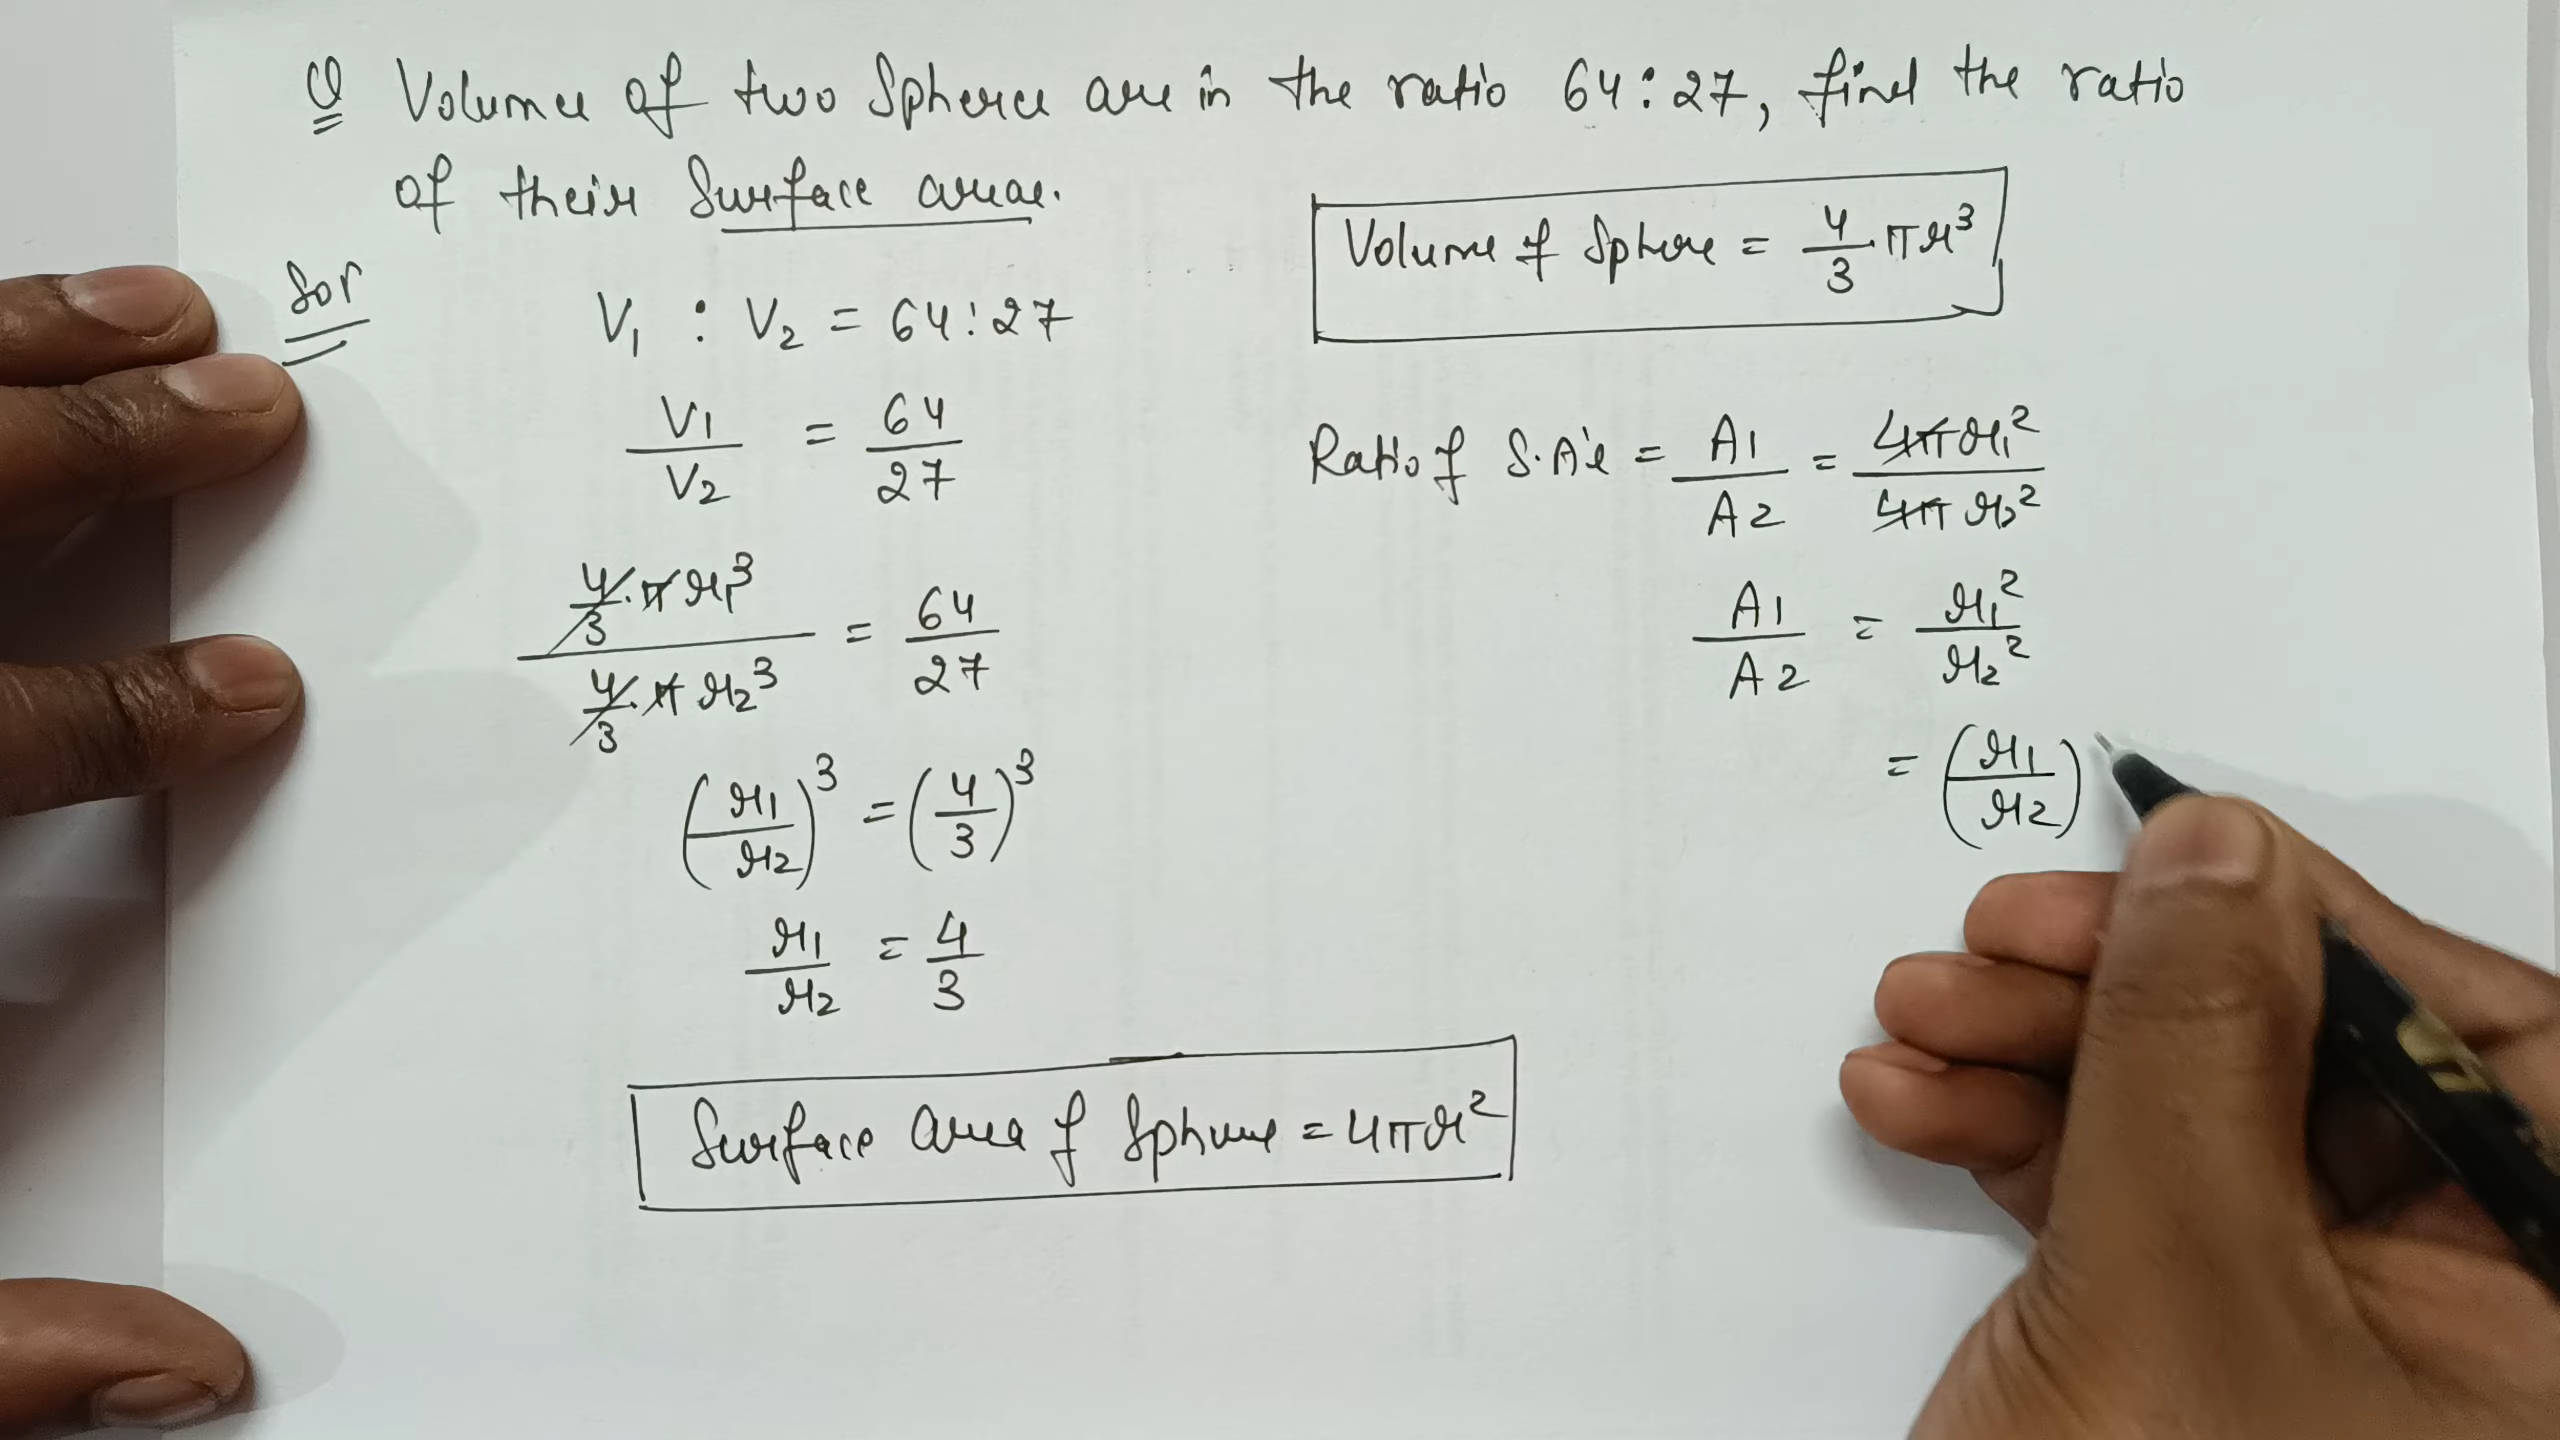 Q Volume of two Sphere are in the ratio 64:27, find the ratio
of their Surface area.
Sol
V1 : V2 = 64:27
V1/V2 = 64/27
(4/3.πr1³)/(4/3.πr2³) = 64/27
(r1/r2)³ = (4/3)³
r1/r2 = 4/3
Surface area of Sphere = 4πr²
Volume of Sphere = 4/3.πr³
Ratio of S.A's = A1/A2 = 4πr1²/4πr2²
A1/A2 = r1²/r2²
= (r1/r2)